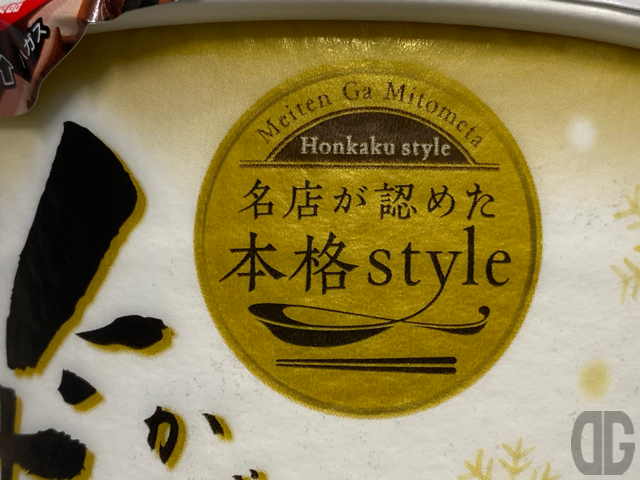 ガス
Meiten Ga Mitometa
Honkaku style
名店が認めた
本格style
か
DG